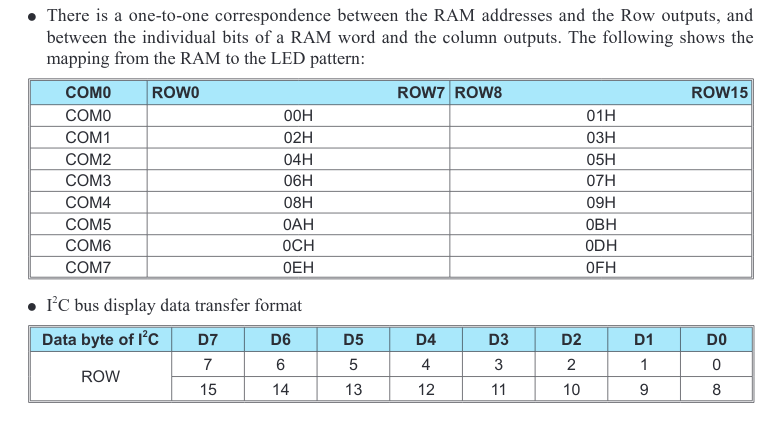 ● There is a one-to-one correspondence between the RAM addresses and the Row outputs, and
between the individual bits of a RAM word and the column outputs. The following shows the
mapping from the RAM to the LED pattern:
COM0 ROW0 ROW7 ROW8 ROW15
COM0 00H 01H
COM1 02H 03H
COM2 04H 05H
COM3 06H 07H
COM4 08H 09H
COM5 0AH 0BH
COM6 0CH 0DH
COM7 0EH 0FH
● I²C bus display data transfer format
Data byte of I²C D7 D6 D5 D4 D3 D2 D1 D0
ROW 7 6 5 4 3 2 1 0
15 14 13 12 11 10 9 8